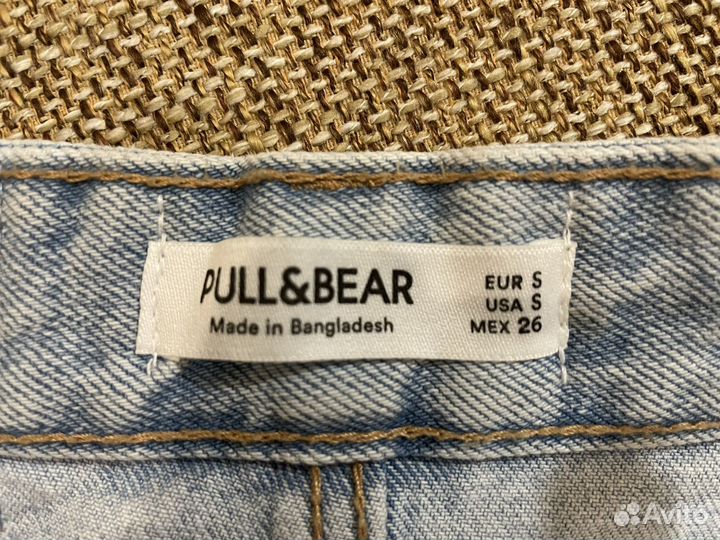 PULL&BEAR
Made in Bangladesh
EUR S
USA S
MEX 26
Avito